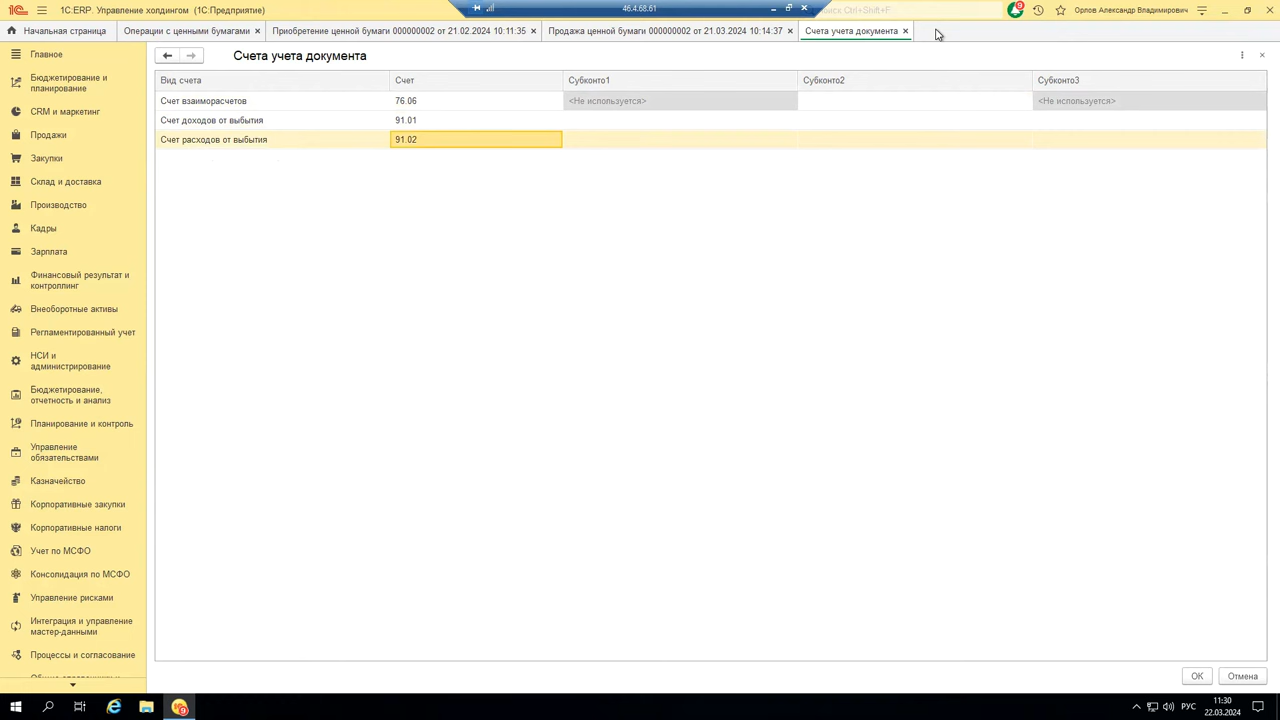 1С:ERP. Управление холдингом (1С:Предприятие)
46.4.68.61
Ctrl+Shift+F
9
Орлов Александр Владимирович
Начальная страница
Операции с ценными бумагами ×
Приобретение ценной бумаги 000000002 от 21.02.2024 10:11:35 ×
Продажа ценной бумаги 000000002 от 21.03.2024 10:14:37 ×
Счета учета документа ×
Главное
Бюджетирование и
планирование
CRM и маркетинг
Продажи
Закупки
Склад и доставка
Производство
Кадры
Зарплата
Финансовый результат и
контроллинг
Внеоборотные активы
Регламентированный учет
НСИ и
администрирование
Бюджетирование,
отчетность и анализ
Планирование и контроль
Управление
обязательствами
Казначейство
Корпоративные закупки
Корпоративные налоги
Учет по МСФО
Консолидация по МСФО
Управление рисками
Интеграция и управление
мастер-данными
Процессы и согласование
Счета учета документа
Вид счета Счет Субконто1 Субконто2 Субконто3
Счет взаиморасчетов 76.06 <Не используется> <Не используется>
Счет доходов от выбытия 91.01
Счет расходов от выбытия 91.02
ОК Отмена
РУС
11:30
22.03.2024